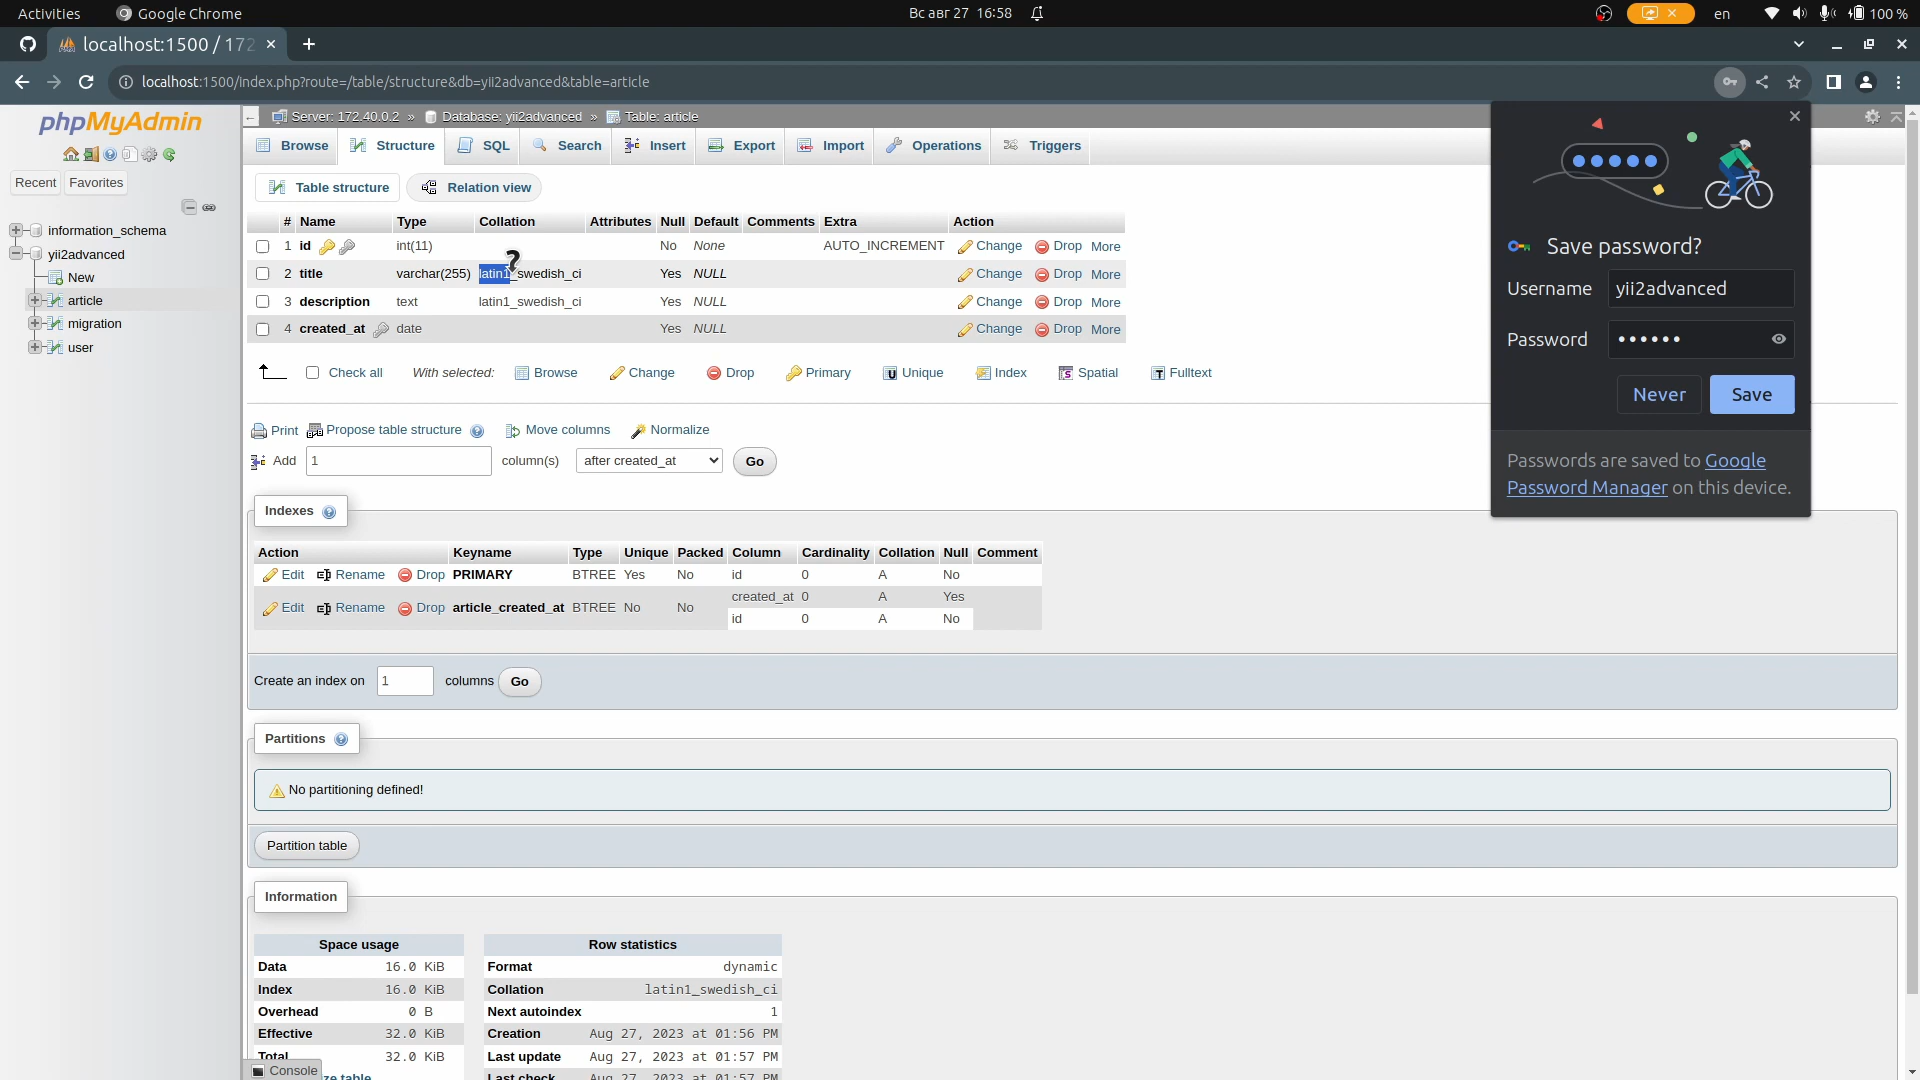 Activities Google Chrome Вс авг 27 16:58 en 100 %
localhost:1500 / 172
localhost:1500/index.php?route=/table/structure&db=yii2advanced&table=article
phpMyAdmin
Recent Favorites
information_schema
yii2advanced
New
article
migration
user
Server: 172.40.0.2 » Database: yii2advanced » Table: article
Browse Structure SQL Search Insert Export Import Operations Triggers
Table structure Relation view
# Name Type Collation Attributes Null Default Comments Extra Action
1 id int(11) No None AUTO_INCREMENT Change Drop More
2 title varchar(255) latin1_swedish_ci Yes NULL Change Drop More
3 description text latin1_swedish_ci Yes NULL Change Drop More
4 created_at date Yes NULL Change Drop More
Check all With selected: Browse Change Drop Primary Unique Index Spatial Fulltext
Print Propose table structure Move columns Normalize
Add 1 column(s) after created_at Go
Indexes
Action Keyname Type Unique Packed Column Cardinality Collation Null Comment
Edit Rename Drop PRIMARY BTREE Yes No id 0 A No
Edit Rename Drop article_created_at BTREE No No created_at 0 A Yes
id 0 A No
Create an index on 1 columns Go
Partitions
No partitioning defined!
Partition table
Information
Space usage
Data 16.0 KiB
Index 16.0 KiB
Overhead 0 B
Effective 32.0 KiB
Total 32.0 KiB
Row statistics
Format dynamic
Collation latin1_swedish_ci
Next autoindex 1
Creation Aug 27, 2023 at 01:56 PM
Last update Aug 27, 2023 at 01:57 PM
Last check Aug 27, 2023 at 01:57 PM
Console
ze table
Save password?
Username yii2advanced
Password ••••••
Never Save
Passwords are saved to Google
Password Manager on this device.